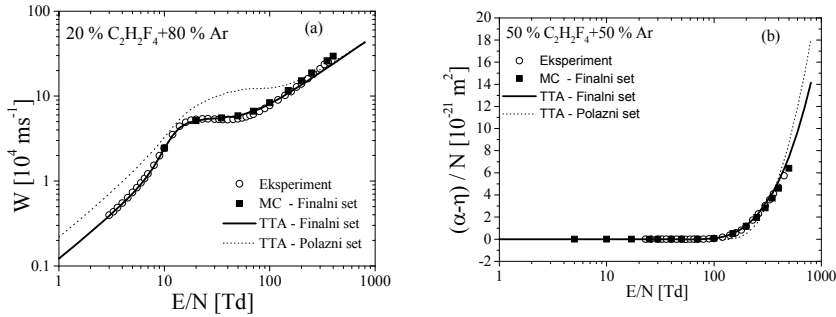 20 % C₂H₂F₄+80 % Ar
(a)
100
10
1
0.1
W [10⁴ ms⁻¹]
Eksperiment
MC - Finalni set
TTA - Finalni set
TTA - Polazni set
1 10 100 1000
E/N [Td]
50 % C₂H₂F₄+50 % Ar
(b)
Eksperiment
MC - Finalni set
TTA - Finalni set
TTA - Polazni set
20
18
16
14
12
10
8
6
4
2
0
-2
(α-η) / N [10⁻²¹ m²]
1 10 100 1000
E/N [Td]